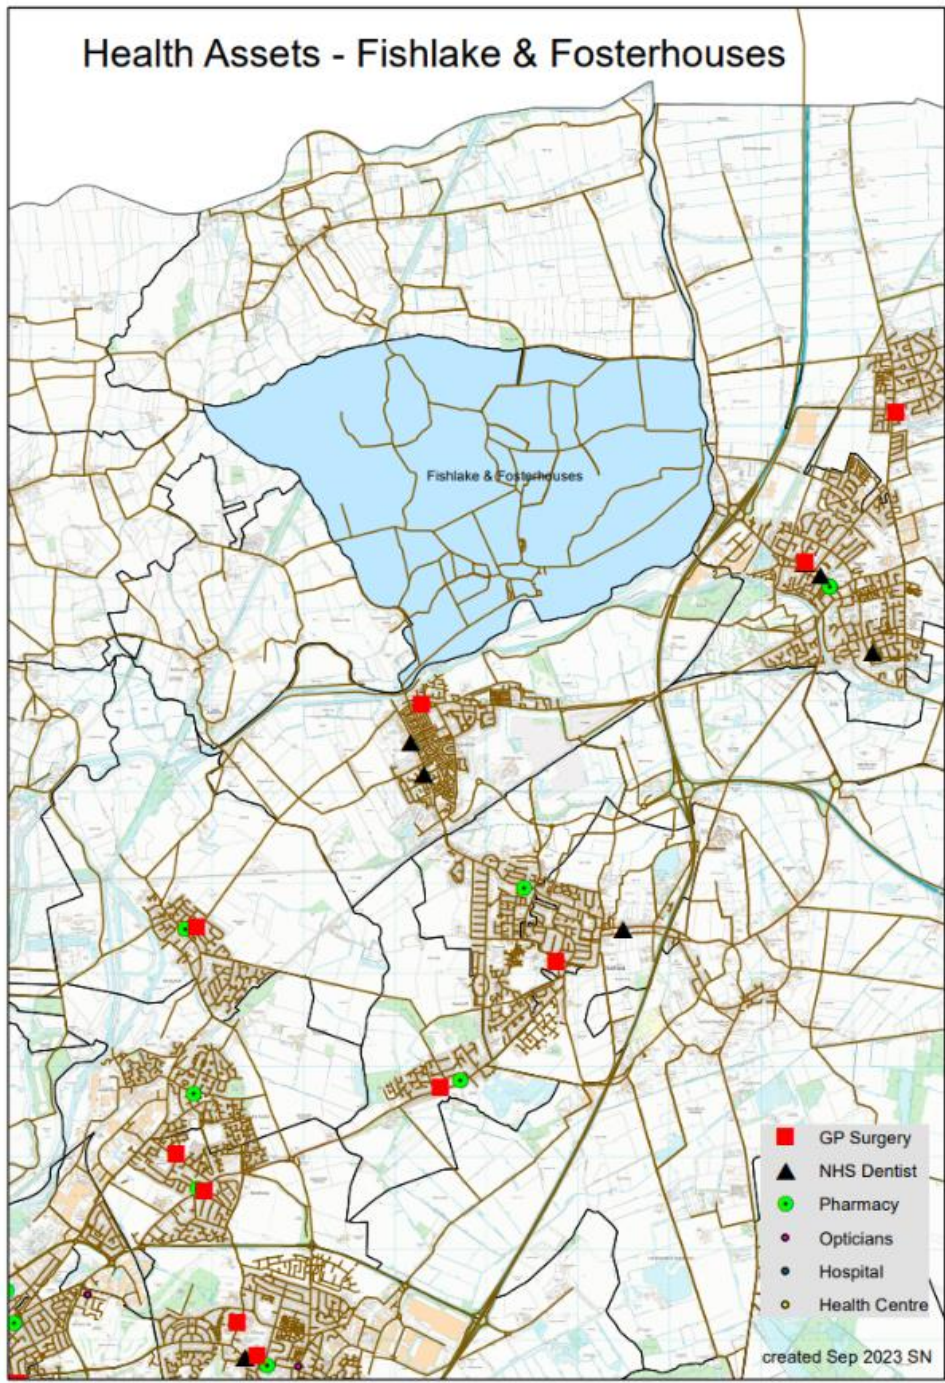 Health Assets - Fishlake & Fosterhouses
Fishlake & Fosterhouses
GP Surgery
NHS Dentist
Pharmacy
Opticians
Hospital
Health Centre
created Sep 2023 SN